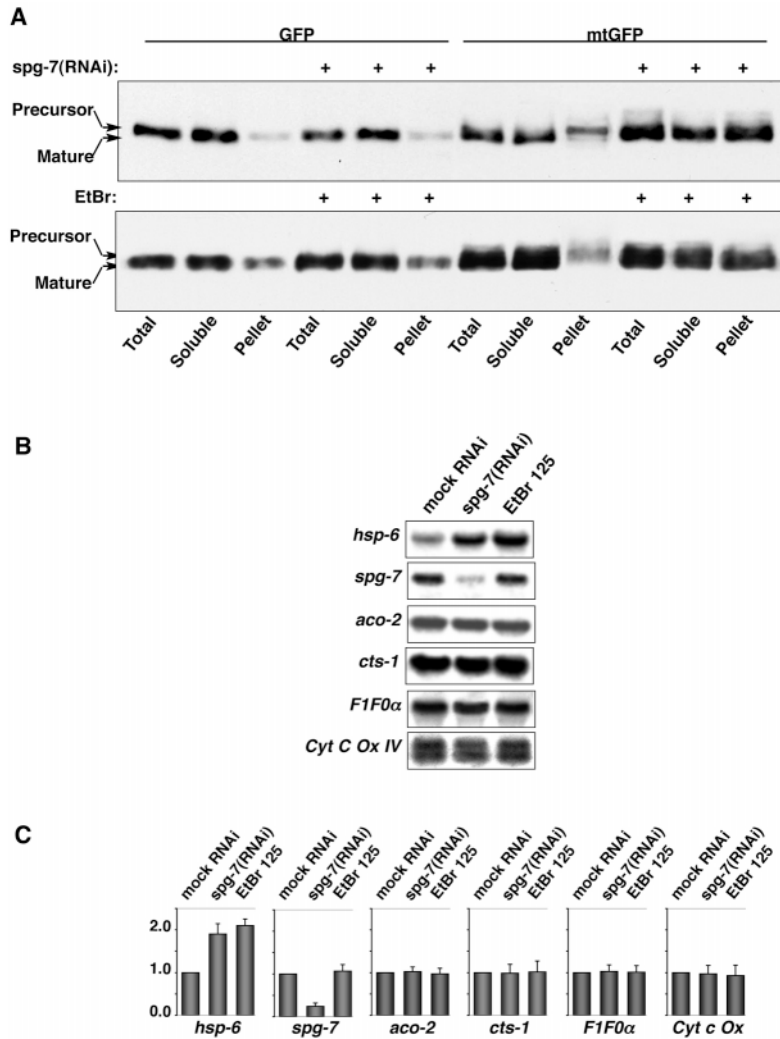 A
GFP mtGFP
spg-7(RNAi): + + + + + +
Precursor
Mature
EtBr: + + + + + +
Precursor
Mature
Total Soluble Pellet Total Soluble Pellet Total Soluble Pellet Total Soluble Pellet
B
mock RNAi spg-7(RNAi) EtBr 125
hsp-6
spg-7
aco-2
cts-1
F1F0α
Cyt C Ox IV
C
mock RNAi spg-7(RNAi) EtBr 125 mock RNAi spg-7(RNAi) EtBr 125 mock RNAi spg-7(RNAi) EtBr 125 mock RNAi spg-7(RNAi) EtBr 125 mock RNAi spg-7(RNAi) EtBr 125 mock RNAi spg-7(RNAi) EtBr 125
2.0
1.0
0.0
hsp-6 spg-7 aco-2 cts-1 F1F0α Cyt c Ox